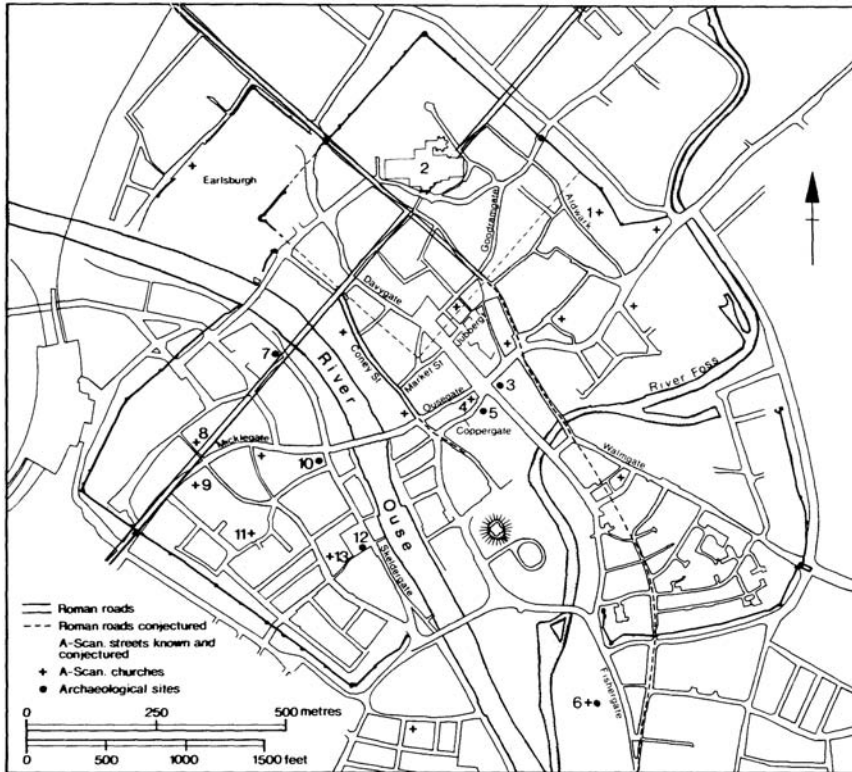 2
Earlsburgh
Goodramgate
1
Aldwark
Davygate
Jubberg
7
River
Coney St.
Market St
3
River Foss
Ousegate
4
5
Coppergate
8
Micklegate
Walmgate
10
9
Ouse
11
12
13
Skeldergate
Roman roads
Roman roads conjectured
A-Scan. streets known and
conjectured
A-Scan. churches
Archaeological sites
Fishergate
6
0 250 500 metres
0 500 1000 1500 feet